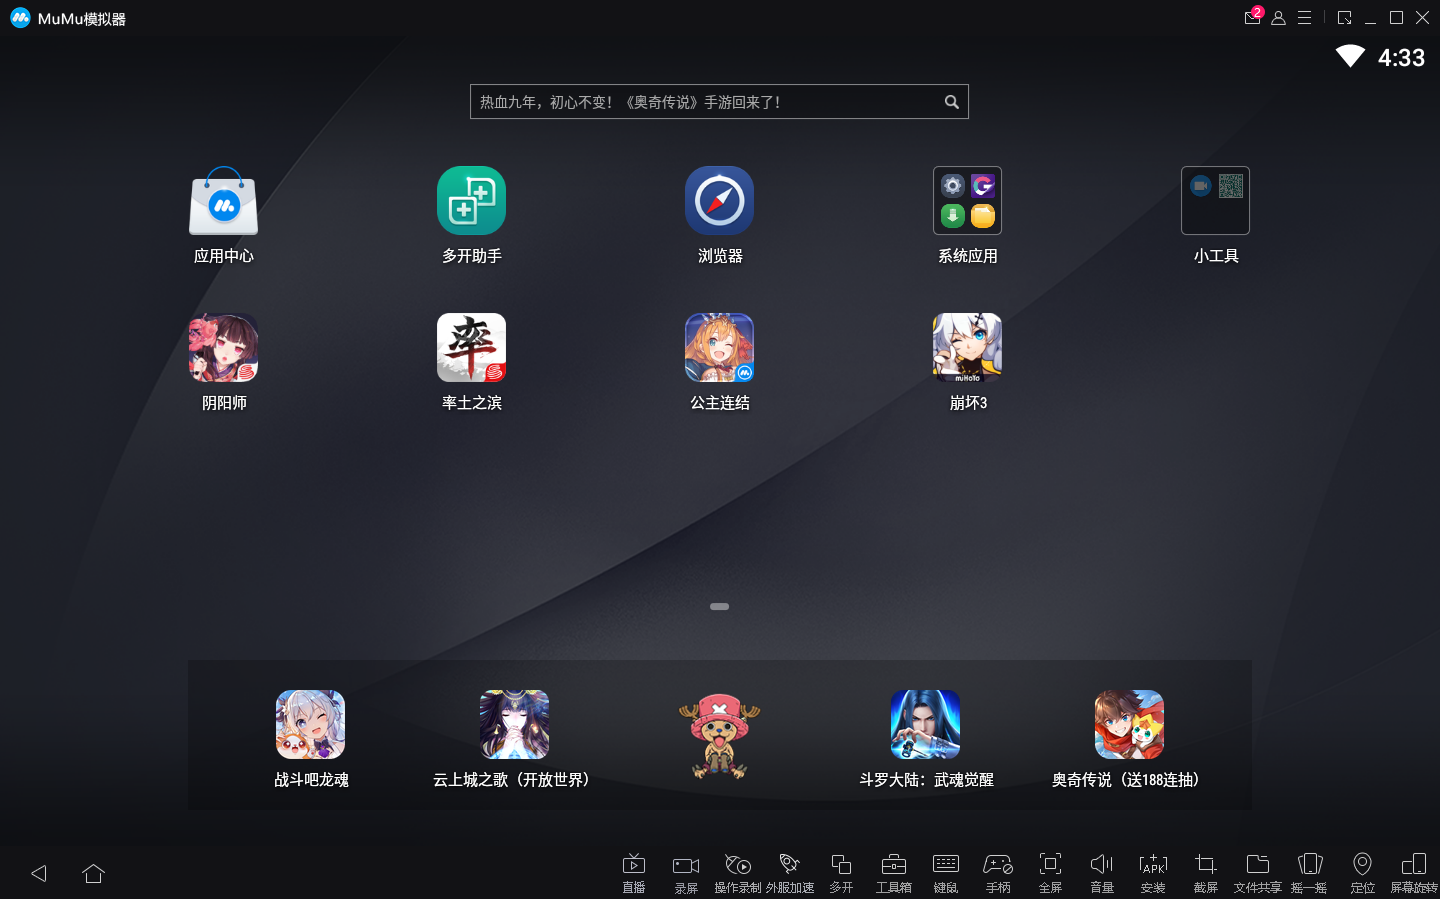 MuMu模拟器
2
4:33
热血九年，初心不变！《奥奇传说》手游回来了！
应用中心
多开助手
浏览器
系统应用
小工具
率
miHoYo
阴阳师
率土之滨
公主连结
崩坏3
战斗吧龙魂
云上城之歌（开放世界）
斗罗大陆：武魂觉醒
奥奇传说（送188连抽）
APK
直播
录屏
操作录制
外服加速
多开
工具箱
键鼠
手柄
全屏
音量
安装
截屏
文件共享
摇一摇
定位
屏幕旋转